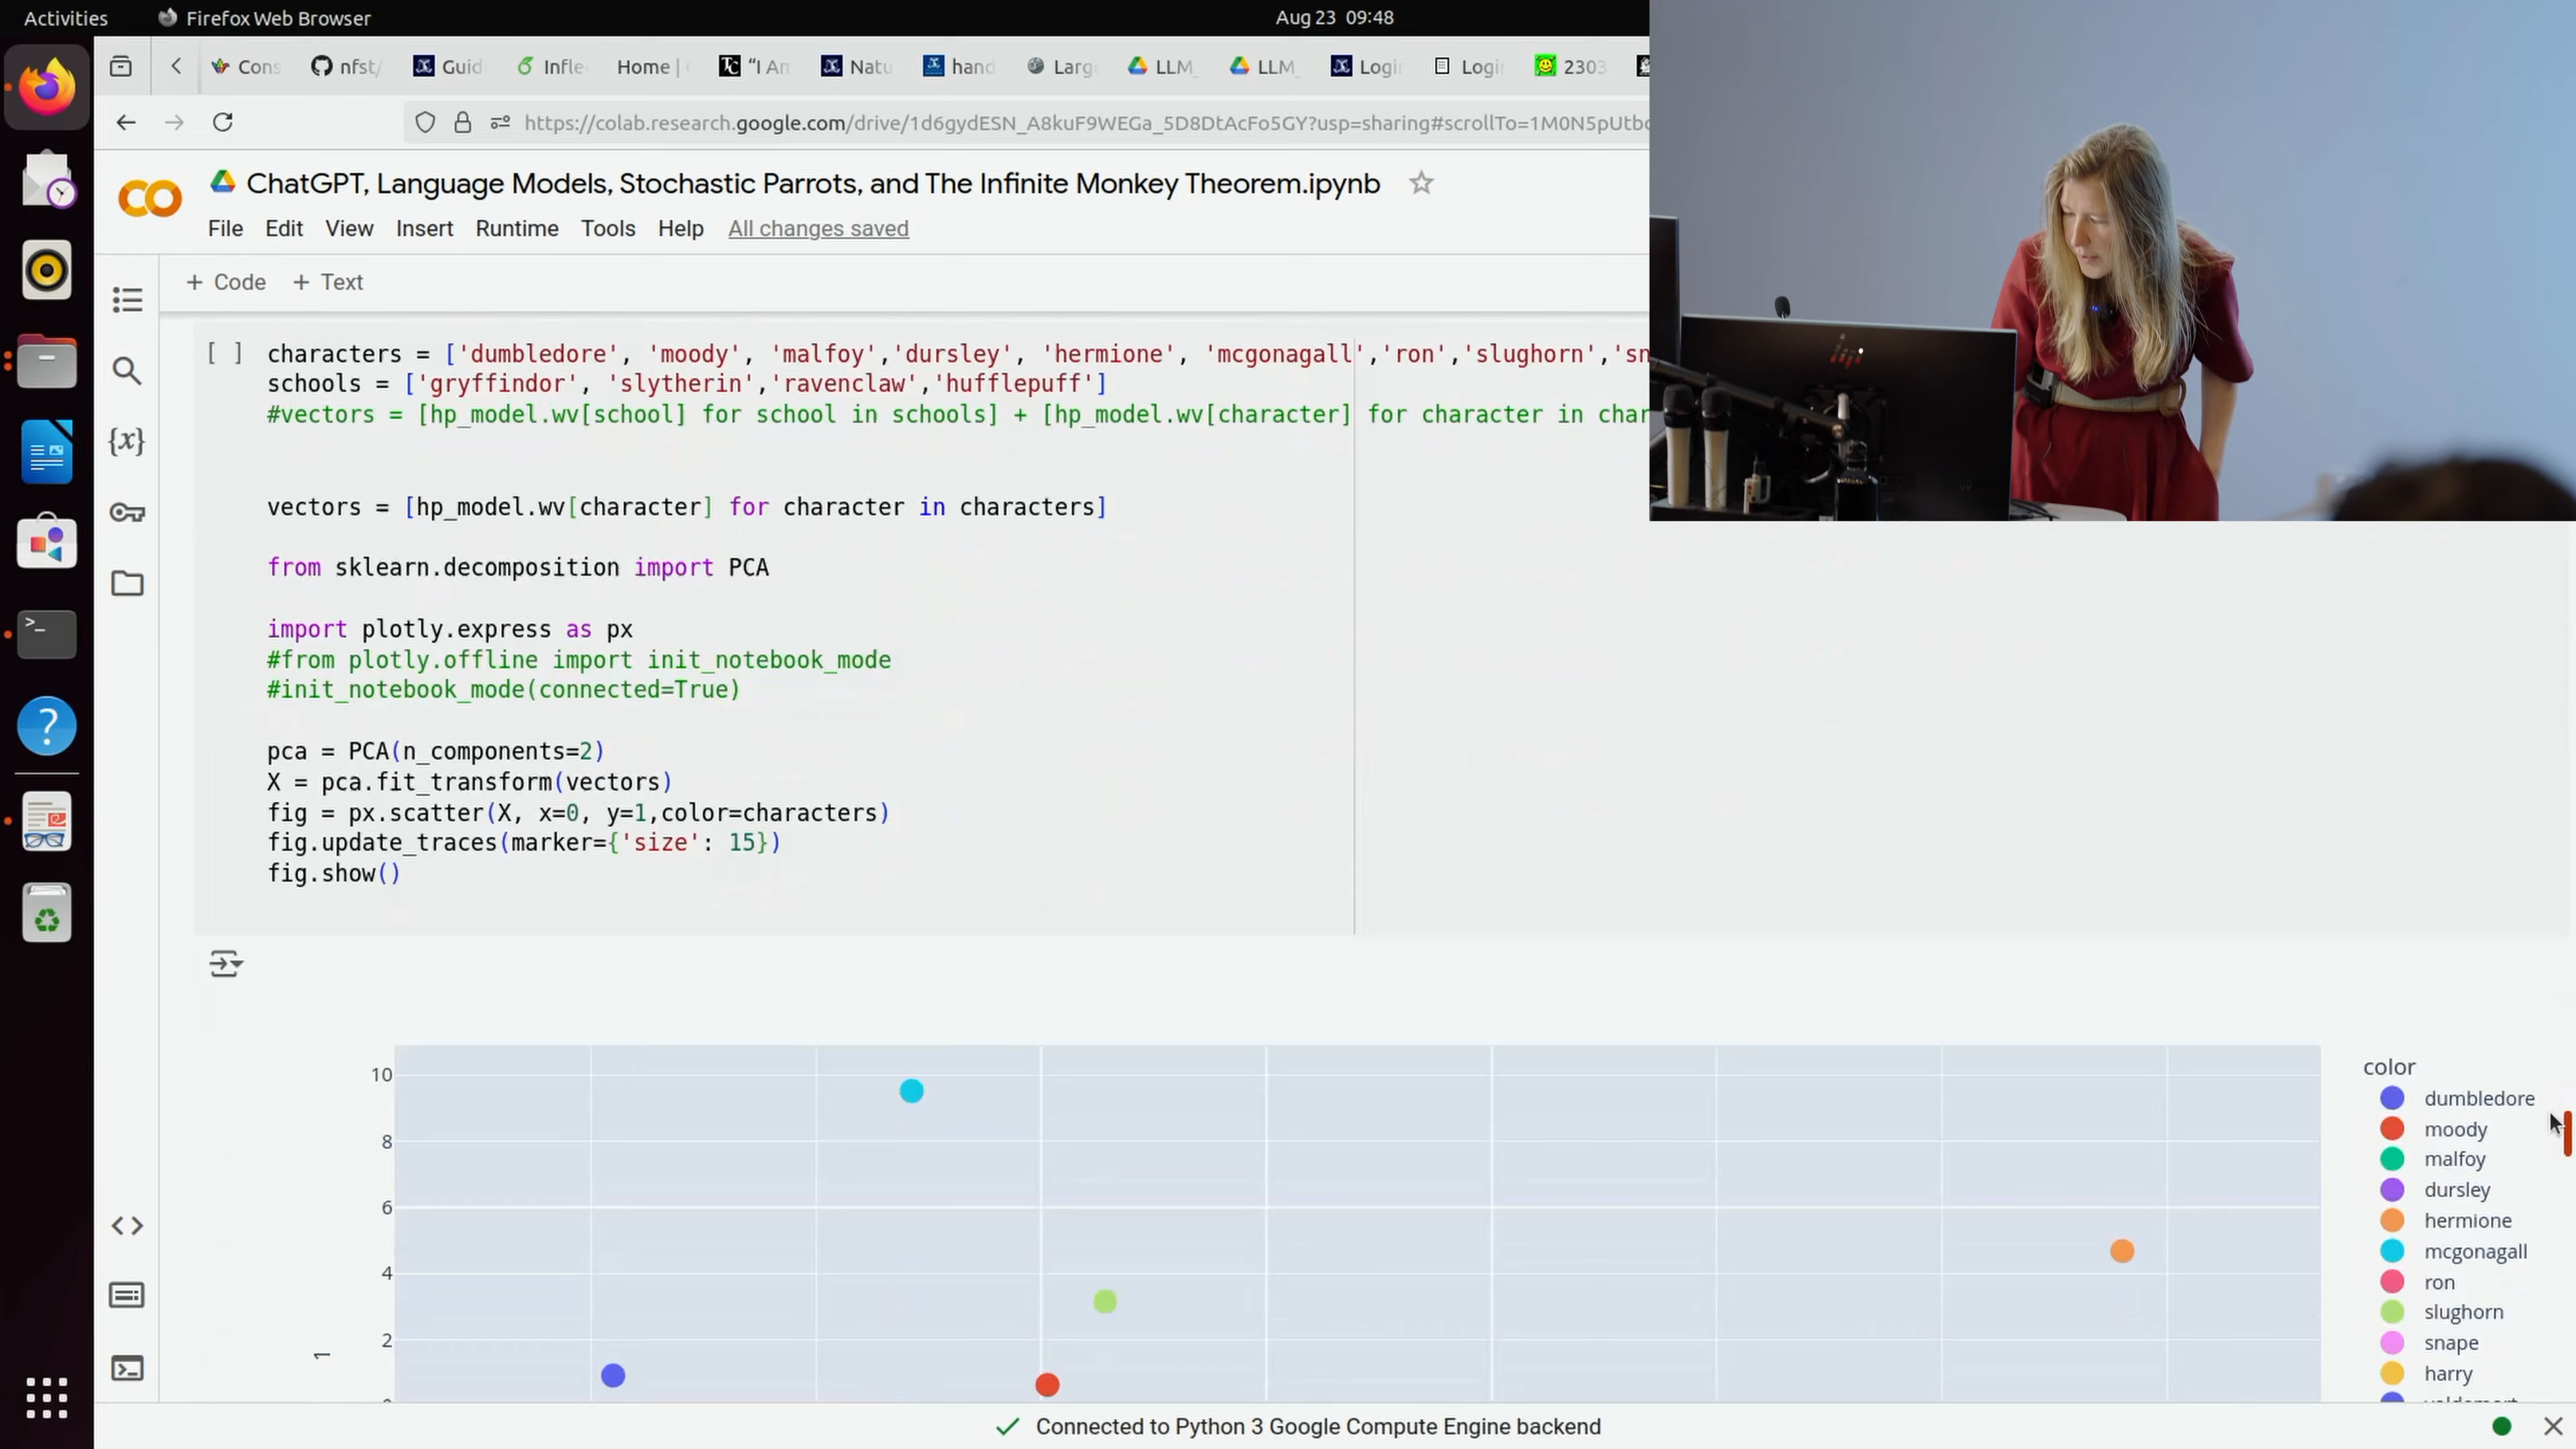 Activities
Firefox Web Browser
Aug 23 09:48
Cons
nfst/
Guid
Infle
Home |
"I Am
Natu
hand
Larg
LLM_
LLM_
Logi
Logi
2303
https://colab.research.google.com/drive/1d6gydESN_A8kuF9WEGa_5D8DtAcFo5GY?usp=sharing#scrollTo=1M0N5pUtbc
ChatGPT, Language Models, Stochastic Parrots, and The Infinite Monkey Theorem.ipynb
File Edit View Insert Runtime Tools Help All changes saved
+ Code + Text
[ ] characters = ['dumbledore', 'moody', 'malfoy','dursley', 'hermione', 'mcgonagall','ron','slughorn','sn
schools = ['gryffindor', 'slytherin','ravenclaw','hufflepuff']
#vectors = [hp_model.wv[school] for school in schools] + [hp_model.wv[character] for character in char
vectors = [hp_model.wv[character] for character in characters]
from sklearn.decomposition import PCA
import plotly.express as px
#from plotly.offline import init_notebook_mode
#init_notebook_mode(connected=True)
pca = PCA(n_components=2)
X = pca.fit_transform(vectors)
fig = px.scatter(X, x=0, y=1,color=characters)
fig.update_traces(marker={'size': 15})
fig.show()
10
8
6
4
2
1
color
dumbledore
moody
malfoy
dursley
hermione
mcgonagall
ron
slughorn
snape
harry
Connected to Python 3 Google Compute Engine backend